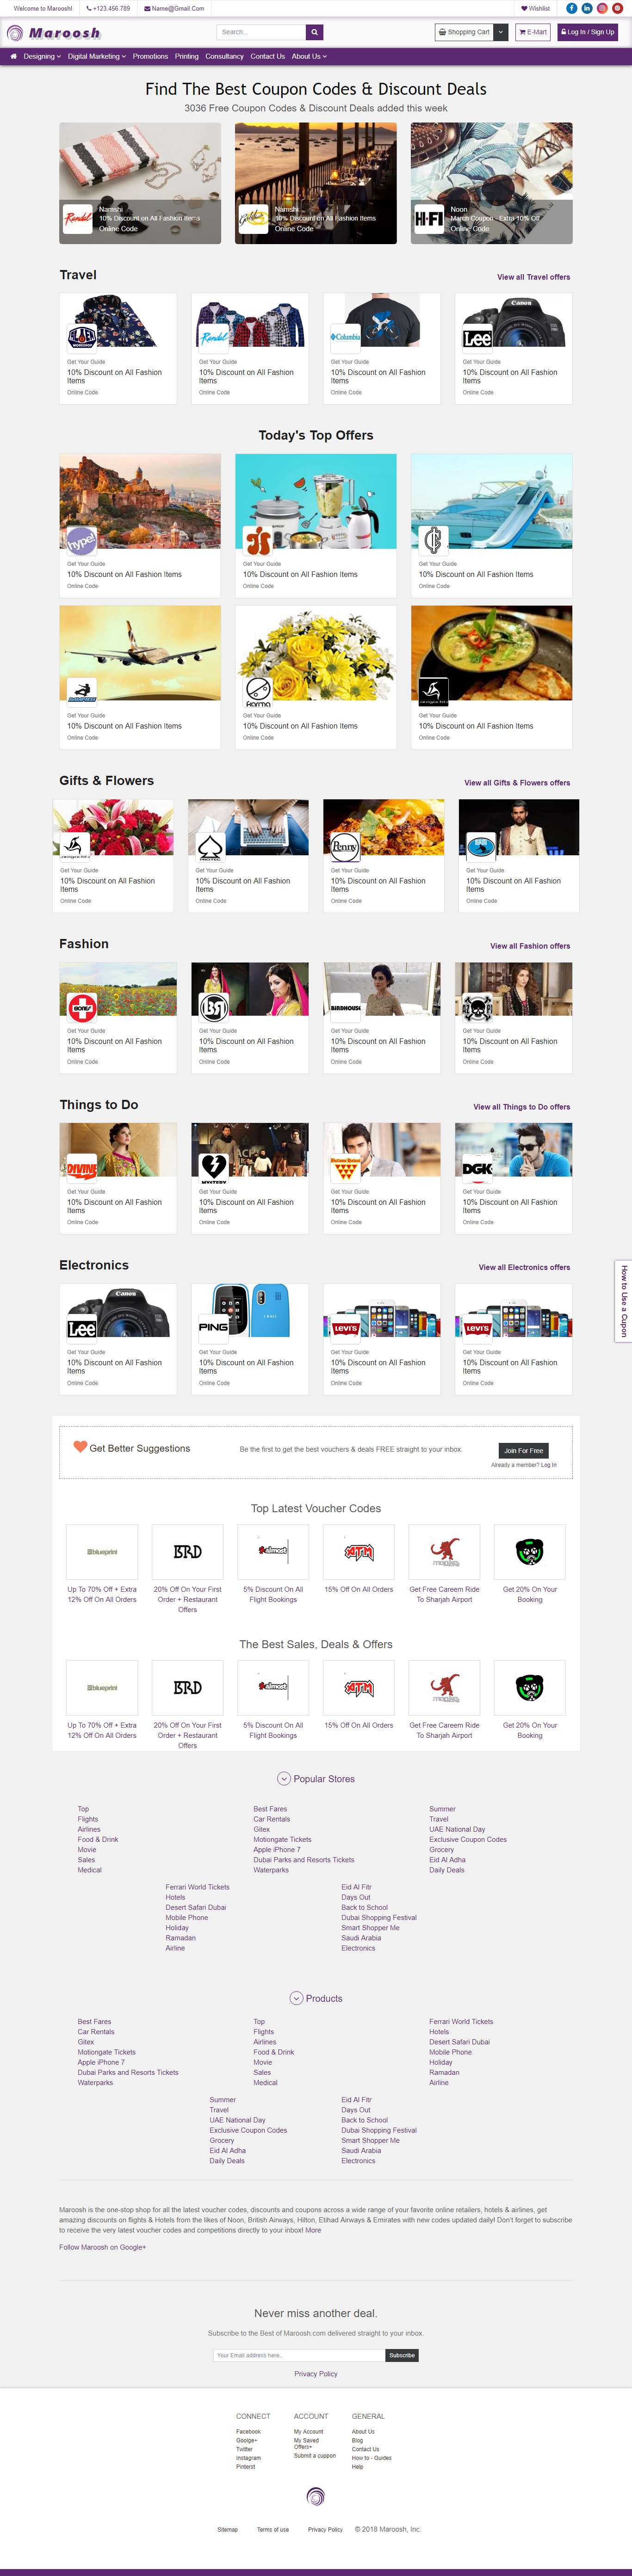 Welcome to Maroosh!
+123.456.789
Name@Gmail Com
Wishlist
Maroosh
Search...
Shopping Cart
E-Mart
Log In / Sign Up
Designing
Digital Marketing
Promotions
Printing
Consultancy
Contact Us
About Us
Find The Best Coupon Codes & Discount Deals
3036 Free Coupon Codes & Discount Deals added this week
Namshi
10% Discount on All Fashion Items
Online Code
Namshi
10% Discount on All Fashion Items
Online Code
HI-FI
Noon
March Coupon - Extra 10% Off
Online Code
Travel
View all Travel offers
Get Your Guide
10% Discount on All Fashion
Items
Online Code
Get Your Guide
10% Discount on All Fashion
Items
Online Code
Columbia
Get Your Guide
10% Discount on All Fashion
Items
Online Code
Canon
Lee
Get Your Guide
10% Discount on All Fashion
Items
Online Code
Today's Top Offers
hype!
Get Your Guide
10% Discount on All Fashion Items
Online Code
Get Your Guide
10% Discount on All Fashion Items
Online Code
Get Your Guide
10% Discount on All Fashion Items
Online Code
Get Your Guide
10% Discount on All Fashion Items
Online Code
Karma
Get Your Guide
10% Discount on All Fashion Items
Online Code
Get Your Guide
10% Discount on All Fashion Items
Online Code
Gifts & Flowers
View all Gifts & Flowers offers
Get Your Guide
10% Discount on All Fashion
Items
Online Code
Get Your Guide
10% Discount on All Fashion
Items
Online Code
Penny
Get Your Guide
10% Discount on All Fashion
Items
Online Code
Get Your Guide
10% Discount on All Fashion
Items
Online Code
Fashion
View all Fashion offers
BONES
Get Your Guide
10% Discount on All Fashion
Items
Online Code
Get Your Guide
10% Discount on All Fashion
Items
Online Code
BIRDHOUSE
Get Your Guide
10% Discount on All Fashion
Items
Online Code
Get Your Guide
10% Discount on All Fashion
Items
Online Code
Things to Do
View all Things to Do offers
DIVINE
Get Your Guide
10% Discount on All Fashion
Items
Online Code
MYSTERY
Get Your Guide
10% Discount on All Fashion
Items
Online Code
Get Your Guide
10% Discount on All Fashion
Items
Online Code
DGK
Get Your Guide
10% Discount on All Fashion
Items
Online Code
Electronics
View all Electronics offers
How to Use a Cupon
Canon
Lee
Get Your Guide
10% Discount on All Fashion
Items
Online Code
PING
Get Your Guide
10% Discount on All Fashion
Items
Online Code
LEVI'S
Get Your Guide
10% Discount on All Fashion
Items
Online Code
LEVI'S
Get Your Guide
10% Discount on All Fashion
Items
Online Code
Get Better Suggestions
Be the first to get the best vouchers & deals FREE straight to your inbox.
Join For Free
Already a member? Log In
Top Latest Voucher Codes
blueprint
BRD
almost
ATM
Up To 70% Off + Extra
12% Off On All Orders
20% Off On Your First
Order + Restaurant
Offers
5% Discount On All
Flight Bookings
15% Off On All Orders
Get Free Careem Ride
To Sharjah Airport
Get 20% On Your
Booking
The Best Sales, Deals & Offers
blueprint
BRD
almost
ATM
Up To 70% Off + Extra
12% Off On All Orders
20% Off On Your First
Order + Restaurant
Offers
5% Discount On All
Flight Bookings
15% Off On All Orders
Get Free Careem Ride
To Sharjah Airport
Get 20% On Your
Booking
Popular Stores
Top
Flights
Airlines
Food & Drink
Movie
Sales
Medical
Best Fares
Car Rentals
Gitex
Motiongate Tickets
Apple iPhone 7
Dubai Parks and Resorts Tickets
Waterparks
Summer
Travel
UAE National Day
Exclusive Coupon Codes
Grocery
Eid Al Adha
Daily Deals
Ferrari World Tickets
Hotels
Desert Safari Dubai
Mobile Phone
Holiday
Ramadan
Airline
Eid Al Fitr
Days Out
Back to School
Dubai Shopping Festival
Smart Shopper Me
Saudi Arabia
Electronics
Products
Best Fares
Car Rentals
Gitex
Motiongate Tickets
Apple iPhone 7
Dubai Parks and Resorts Tickets
Waterparks
Top
Flights
Airlines
Food & Drink
Movie
Sales
Medical
Ferrari World Tickets
Hotels
Desert Safari Dubai
Mobile Phone
Holiday
Ramadan
Airline
Summer
Travel
UAE National Day
Exclusive Coupon Codes
Grocery
Eid Al Adha
Daily Deals
Eid Al Fitr
Days Out
Back to School
Dubai Shopping Festival
Smart Shopper Me
Saudi Arabia
Electronics
Maroosh is the one-stop shop for all the latest voucher codes, discounts and coupons across a wide range of your favorite online retailers, hotels & airlines, get
amazing discounts on flights & Hotels from the likes of Noon, British Airways, Hilton, Etihad Airways & Emirates with new codes updated daily! Don't forget to subscribe
to receive the very latest voucher codes and competitions directly to your inbox! More
Follow Maroosh on Google+
Never miss another deal.
Subscribe to the Best of Maroosh.com delivered straight to your inbox.
Your Email address here..
Subscribe
Privacy Policy
CONNECT
Facebook
Goolge+
Twitter
Instagram
Pinterst
ACCOUNT
My Account
My Saved
Offers+
Submit a cuppon
GENERAL
About Us
Blog
Contact Us
How to - Guides
Help
Sitemap
Terms of use
Privacy Policy
© 2018 Maroosh, Inc.